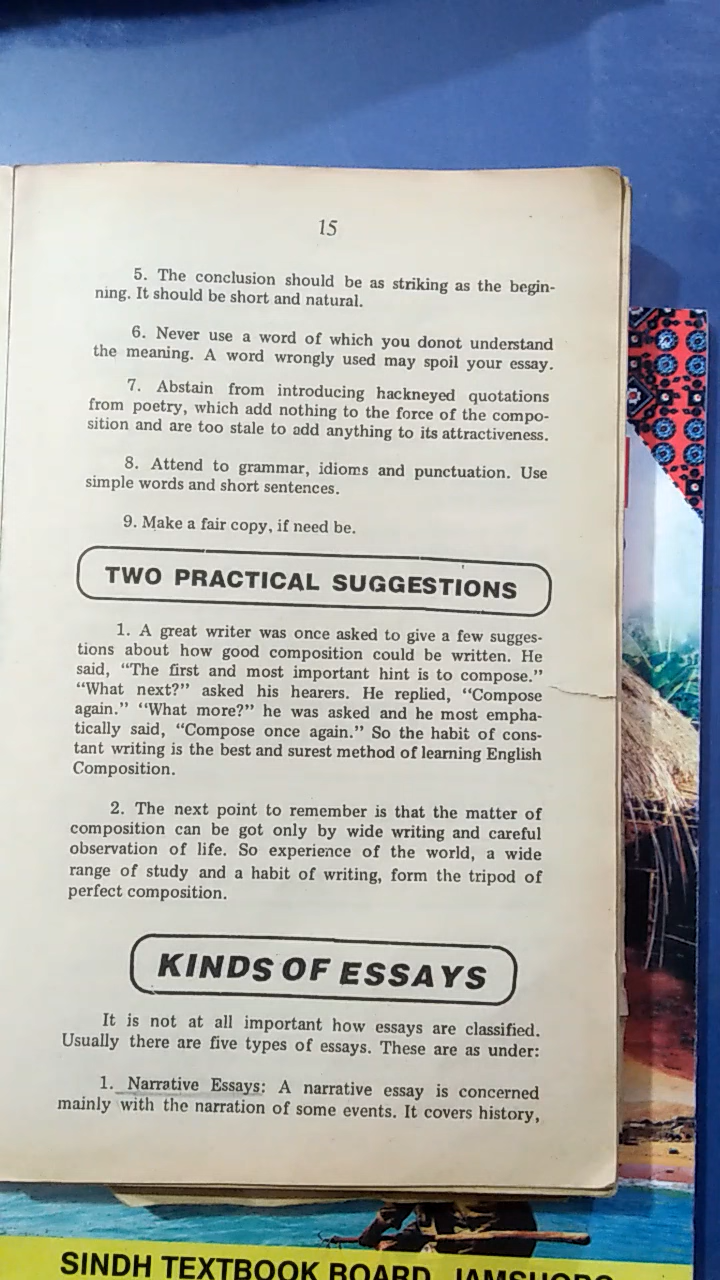 15
5. The conclusion should be as striking as the begin-
ning. It should be short and natural.
6. Never use a word of which you donot understand
the meaning. A word wrongly used may spoil your essay.
7. Abstain from introducing hackneyed quotations
from poetry, which add nothing to the force of the compo-
sition and are too stale to add anything to its attractiveness.
8. Attend to grammar, idioms and punctuation. Use
simple words and short sentences.
9. Make a fair copy, if need be.
TWO PRACTICAL SUGGESTIONS
1. A great writer was once asked to give a few sugges-
tions about how good composition could be written. He
said, “The first and most important hint is to compose.”
“What next?” asked his hearers. He replied, “Compose
again.” “What more?” he was asked and he most empha-
tically said, “Compose once again.” So the habit of cons-
tant writing is the best and surest method of learning English
Composition.
2. The next point to remember is that the matter of
composition can be got only by wide writing and careful
observation of life. So experience of the world, a wide
range of study and a habit of writing, form the tripod of
perfect composition.
KINDS OF ESSAYS
It is not at all important how essays are classified.
Usually there are five types of essays. These are as under:
1. Narrative Essays: A narrative essay is concerned
mainly with the narration of some events. It covers history,
SINDH TEXTBOOK BOARD, JAMSHORO